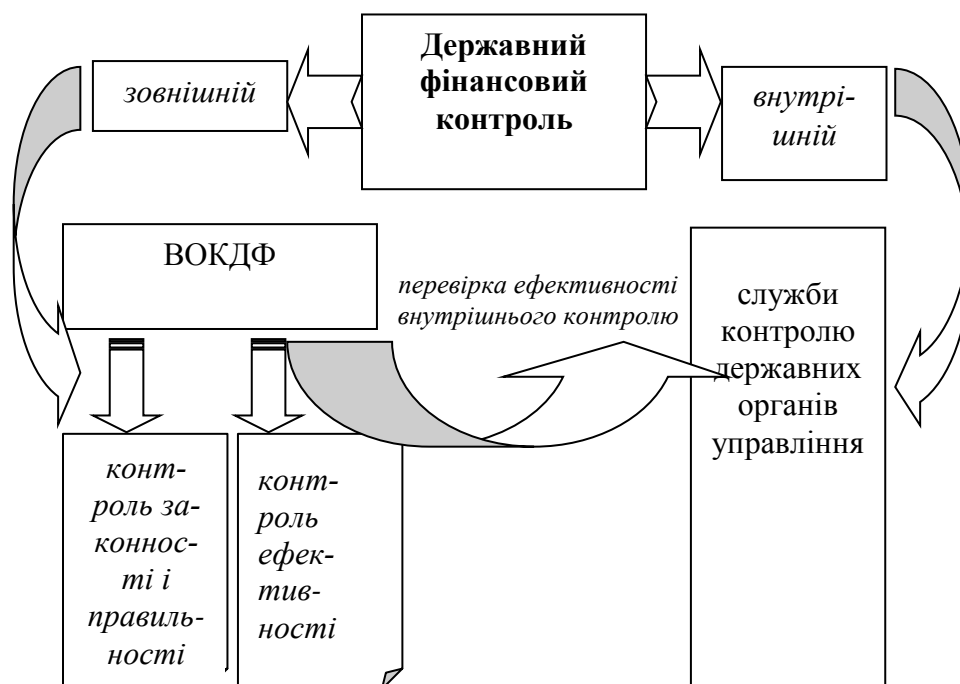 Державний
фінансовий
контроль
зовнішній
внутрі-
шній
ВОКДФ
перевірка ефективності
внутрішнього контролю
служби
контролю
державних
органів
управління
конт-
роль за-
коннос-
ті і
правиль-
ності
конт-
роль
ефек-
тив-
ності